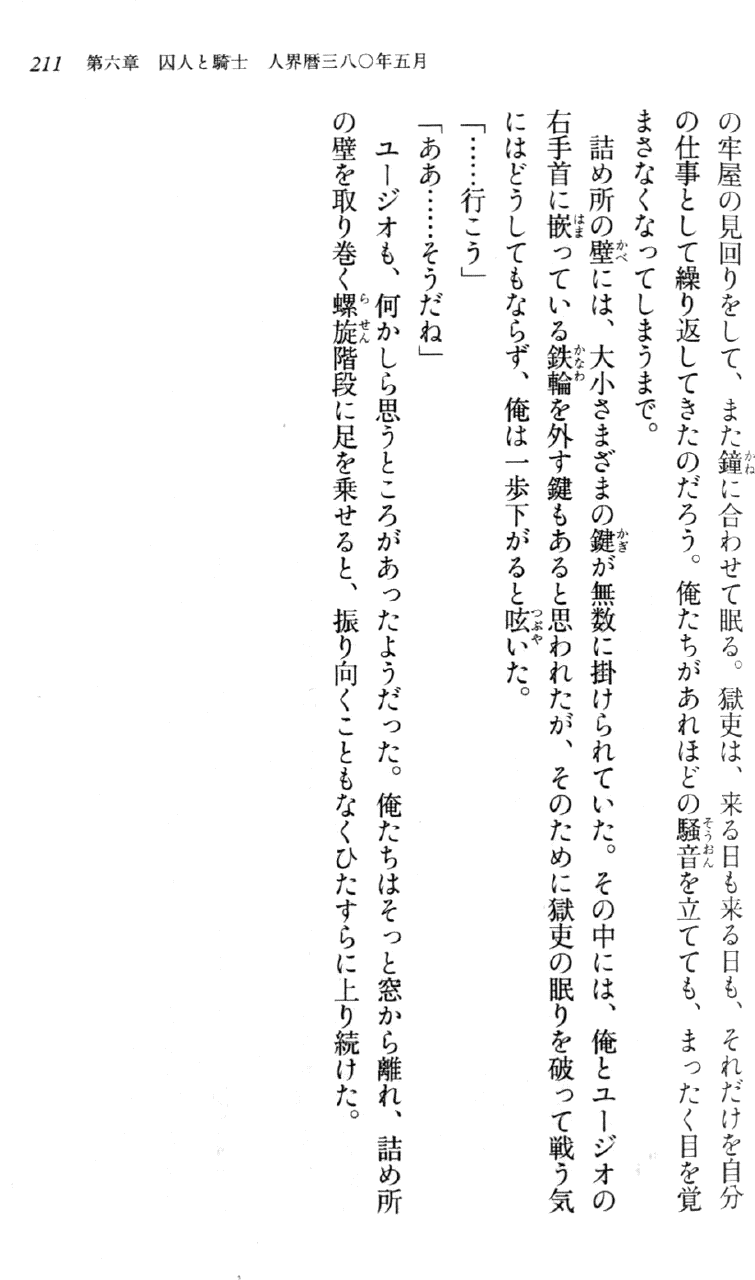 211　第六章　囚人と騎士　人界暦三八〇年五月
の牢屋の見回りをして、また鐘に合わせて眠る。獄吏は、来る日も来る日も、それだけを自分
の仕事として繰り返してきたのだろう。俺たちがあれほどの騒音を立てても、まったく目を覚
まさなくなってしまうまで。
　詰め所の壁には、大小さまざまの鍵が無数に掛けられていた。その中には、俺とユージオの
右手首に嵌っている鉄輪を外す鍵もあると思われたが、そのために獄吏の眠りを破って戦う気
にはどうしてもならず、俺は一歩下がると呟いた。
「……行こう」
「ああ……そうだね」
　ユージオも、何かしら思うところがあったようだった。俺たちはそっと窓から離れ、詰め所
の壁を取り巻く螺旋階段に足を乗せると、振り向くこともなくひたすらに上り続けた。